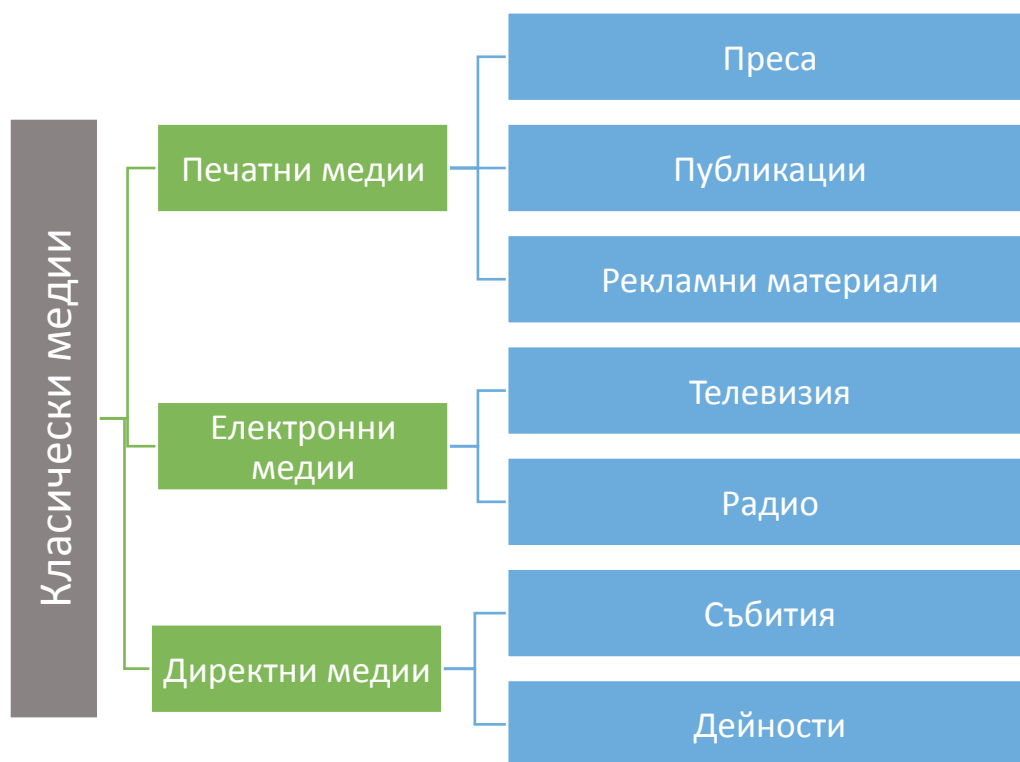 Класически медии
Печатни медии
Преса
Публикации
Рекламни материали
Електронни
медии
Телевизия
Радио
Директни медии
Събития
Дейности